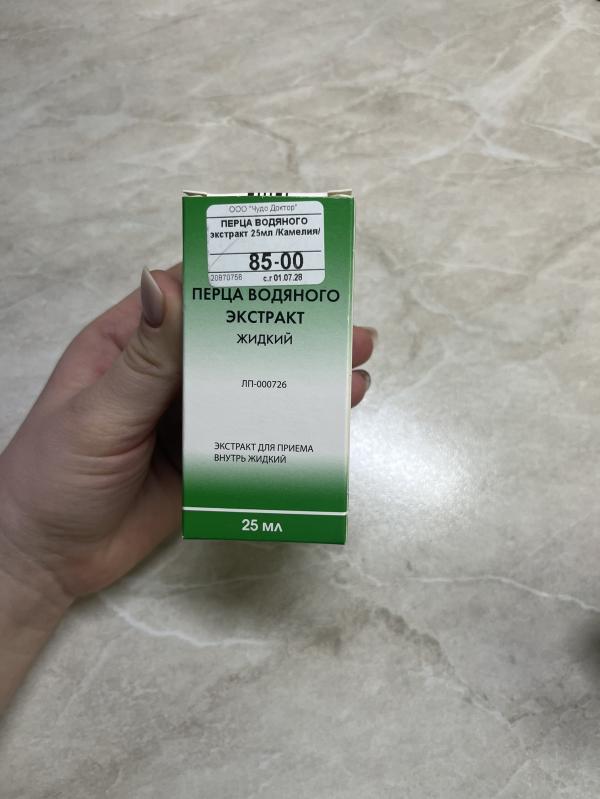 ООО "Чудо Доктор"
ПЕРЦА ВОДЯНОГО
экстракт 25мл /Камелия/
85-00
20870756 с.г 01.07.28
ПЕРЦА ВОДЯНОГО
ЭКСТРАКТ
ЖИДКИЙ
ЛП-000726
ЭКСТРАКТ ДЛЯ ПРИЕМА
ВНУТРЬ ЖИДКИЙ
25 мл